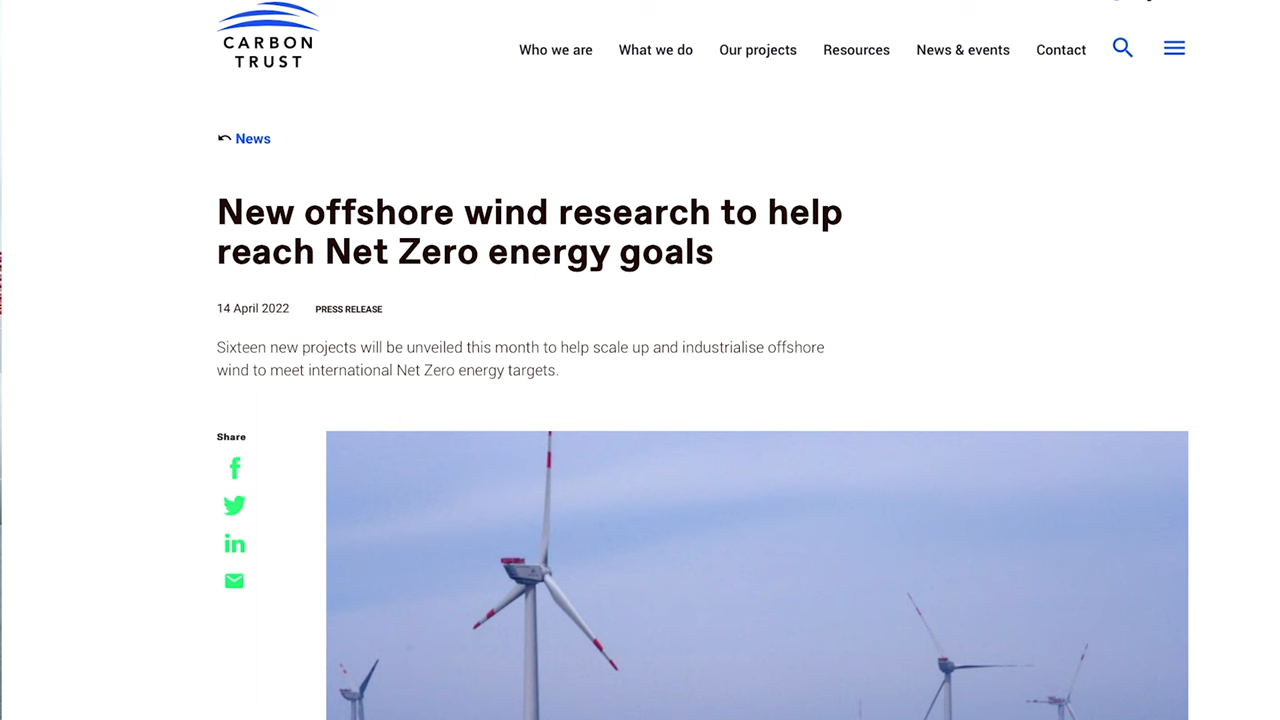 CARBON
TRUST
Who we are What we do Our projects Resources News & events Contact
News
New offshore wind research to help
reach Net Zero energy goals
14 April 2022 PRESS RELEASE
Sixteen new projects will be unveiled this month to help scale up and industrialise offshore
wind to meet international Net Zero energy targets.
Share